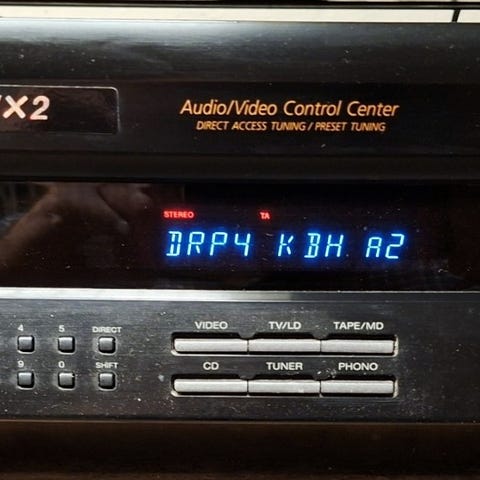 X2
Audio/Video Control Center
DIRECT ACCESS TUNING / PRESET TUNING
STEREO TA
DRP4 KBH A2
4 5 DIRECT
VIDEO TV/LD TAPE/MD
9 0 SHIFT
CD TUNER PHONO